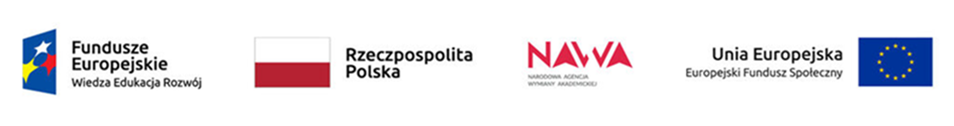 Fundusze
Europejskie
Wiedza Edukacja Rozwój
Rzeczpospolita
Polska
NAWA
NARODOWA AGENCJA
WYMIANY AKADEMICKIEJ
Unia Europejska
Europejski Fundusz Społeczny